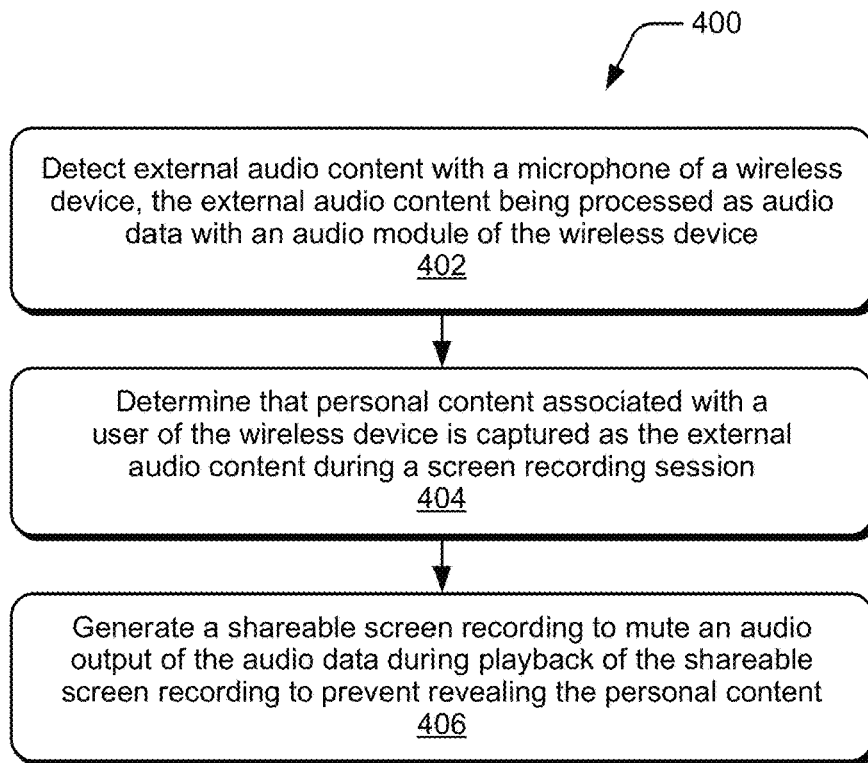 400
Detect external audio content with a microphone of a wireless
device, the external audio content being processed as audio
data with an audio module of the wireless device
402
Determine that personal content associated with a
user of the wireless device is captured as the external
audio content during a screen recording session
404
Generate a shareable screen recording to mute an audio
output of the audio data during playback of the shareable
screen recording to prevent revealing the personal content
406